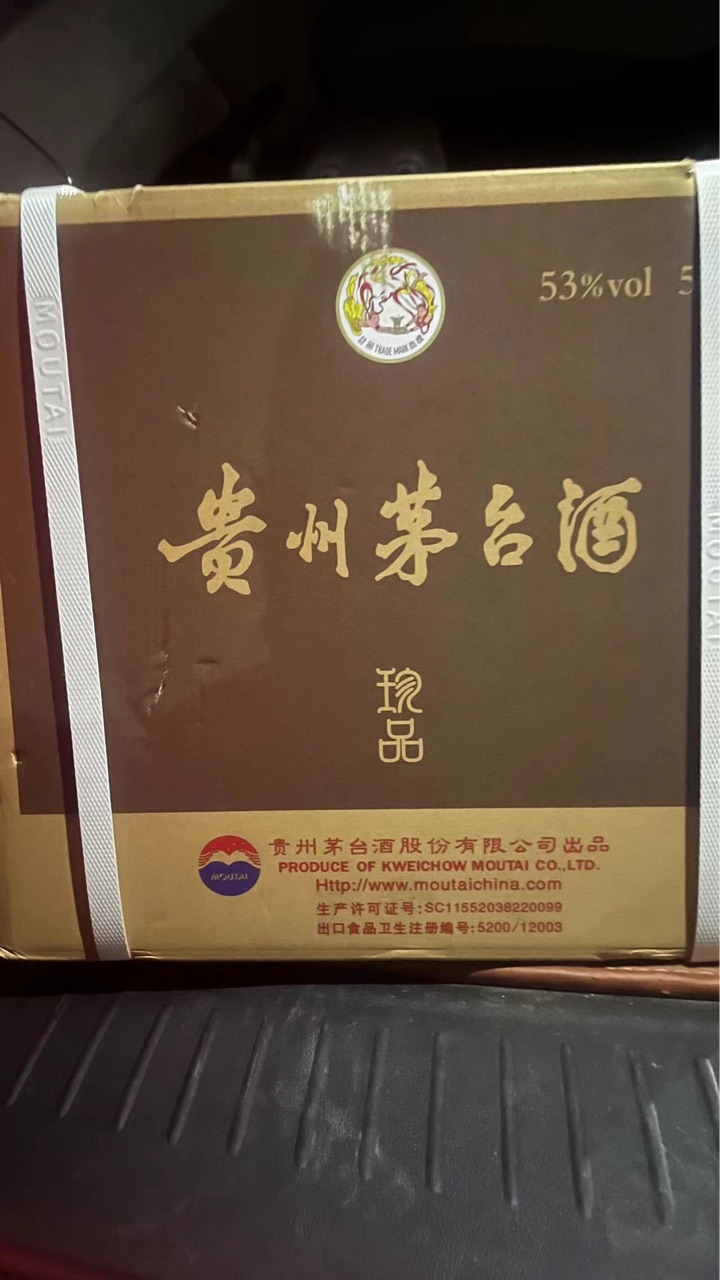 53%vol 5
MOUTAI
贵州茅台酒
珍品
贵州茅台酒股份有限公司出品
PRODUCE OF KWEICHOW MOUTAI CO.,LTD.
MOUTAI
Http://www.moutaichina.com
生产许可证号:SC11552038220099
出口食品卫生注册编号:5200/12003
MOUTAI